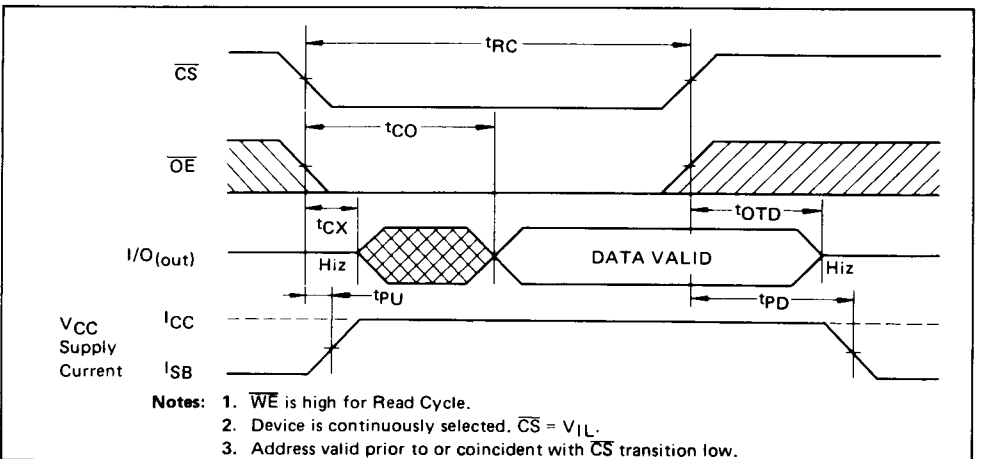 tRC
CS
tCO
OE
tCX
tOTD
I/O(out)
Hiz
DATA VALID
Hiz
tPU
tPD
VCC
Supply
Current
ICC
ISB
Notes: 1. WE is high for Read Cycle.
2. Device is continuously selected. CS = VIL.
3. Address valid prior to or coincident with CS transition low.